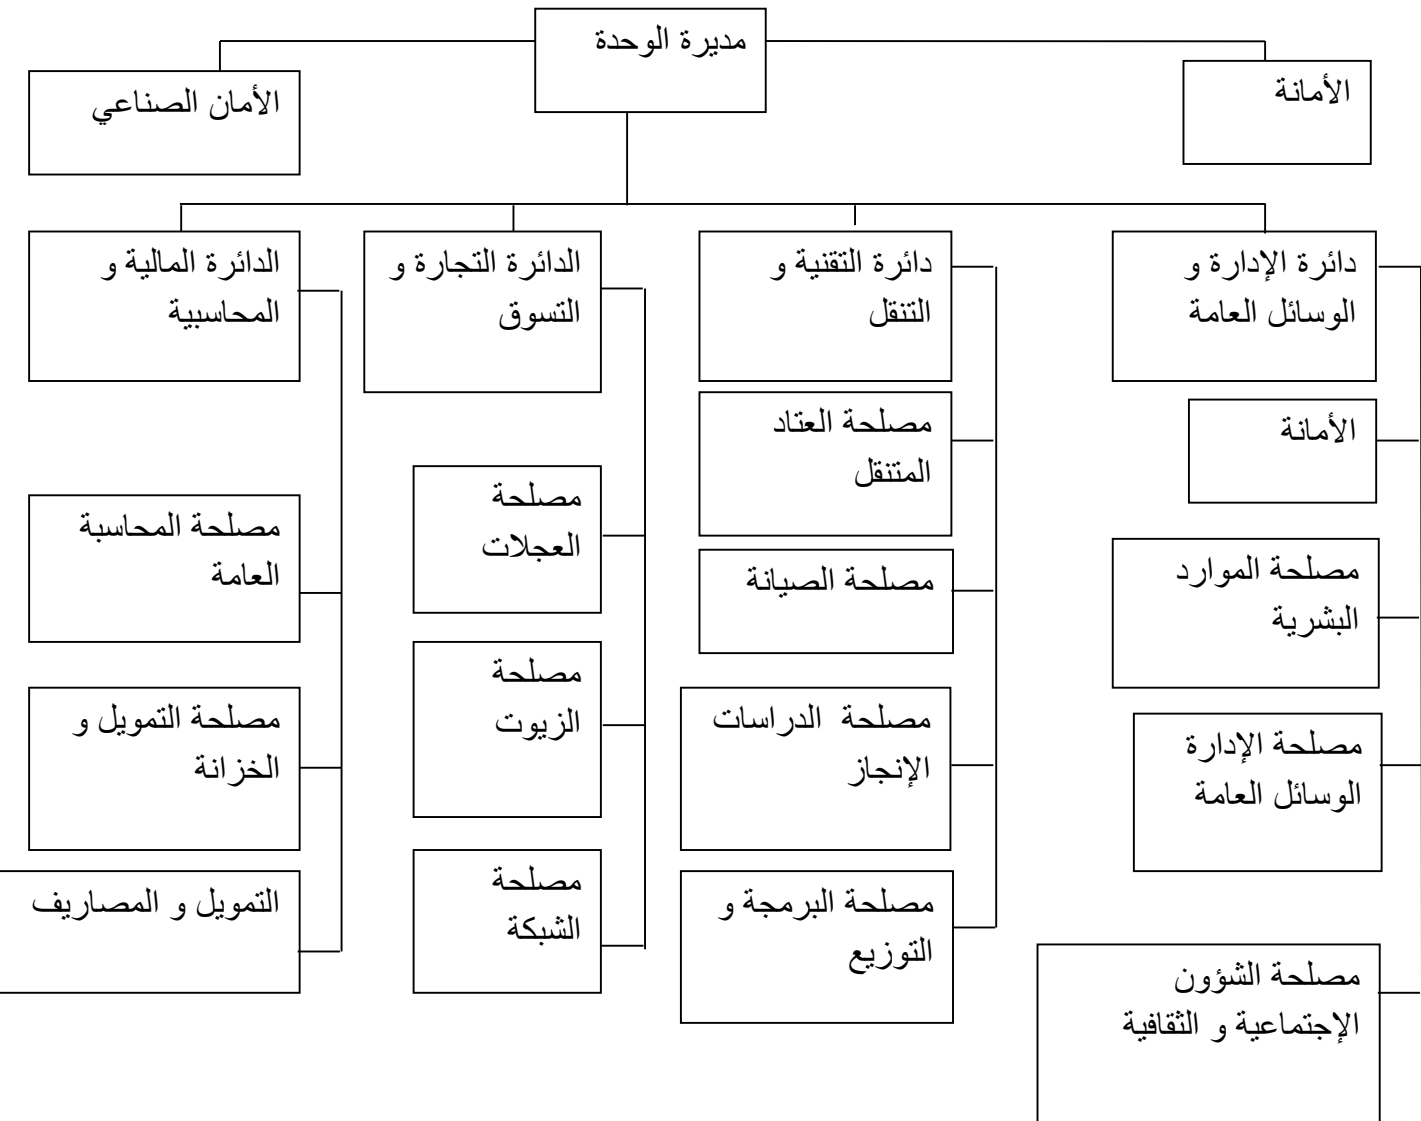 مديرة الوحدة
الأمانة
الأمان الصناعي
دائرة الإدارة و
الوسائل العامة
دائرة التقنية و
التنقل
الدائرة التجارة و
التسوق
الدائرة المالية و
المحاسبية
الأمانة
مصلحة الموارد
البشرية
مصلحة الإدارة
الوسائل العامة
مصلحة الشؤون
الإجتماعية و الثقافية
مصلحة العتاد
المتنقل
مصلحة الصيانة
مصلحة الدراسات
الإنجاز
مصلحة البرمجة و
التوزيع
مصلحة
العجلات
مصلحة
الزيوت
مصلحة
الشبكة
مصلحة المحاسبة
العامة
مصلحة التمويل و
الخزانة
التمويل و المصاريف